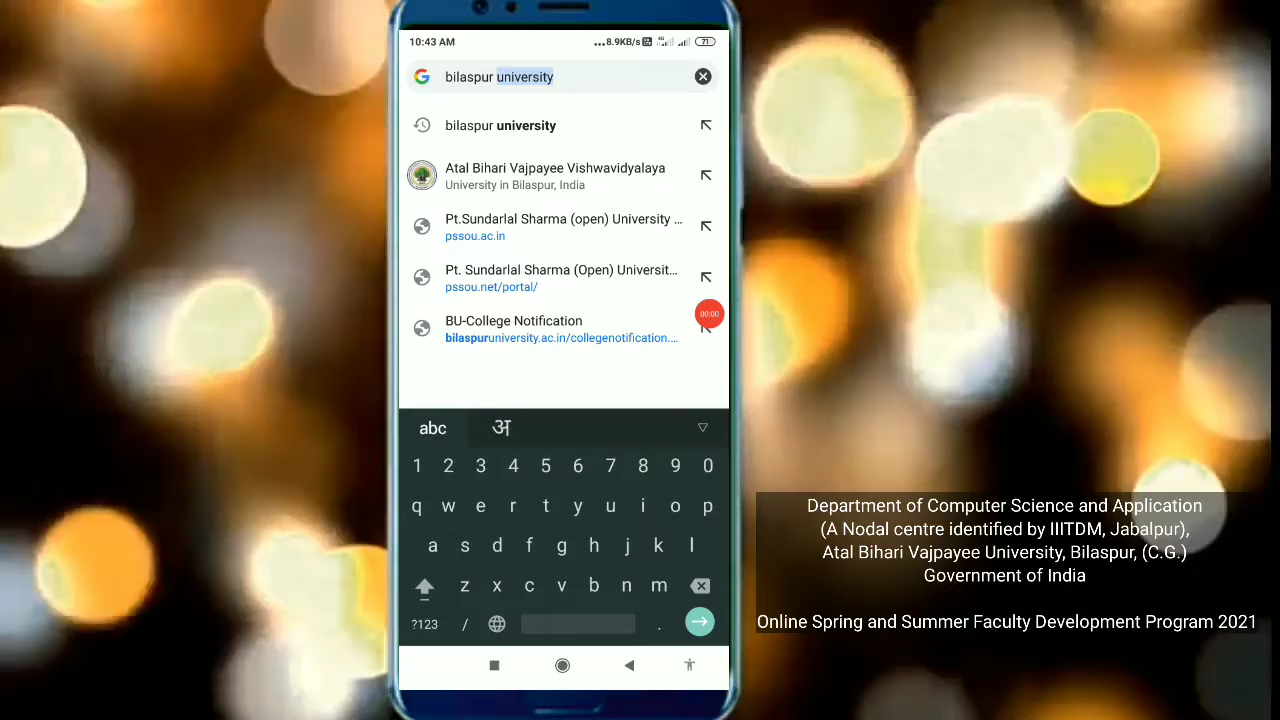 10:43 AM
...8.9KB/s
4G
71
bilaspur university
bilaspur university
Atal Bihari Vajpayee Vishwavidyalaya
University in Bilaspur, India
Pt.Sundarlal Sharma (open) University ...
pssou.ac.in
Pt. Sundarlal Sharma (Open) Universit...
pssou.net/portal/
00:00
BU-College Notification
bilaspuruniversity.ac.in/collegenotification....
abc अ
1 2 3 4 5 6 7 8 9 0
q w e r t y u i o p
a s d f g h j k l
z x c v b n m
?123 / .
Department of Computer Science and Application
(A Nodal centre identified by IIITDM, Jabalpur),
Atal Bihari Vajpayee University, Bilaspur, (C.G.)
Government of India
Online Spring and Summer Faculty Development Program 2021